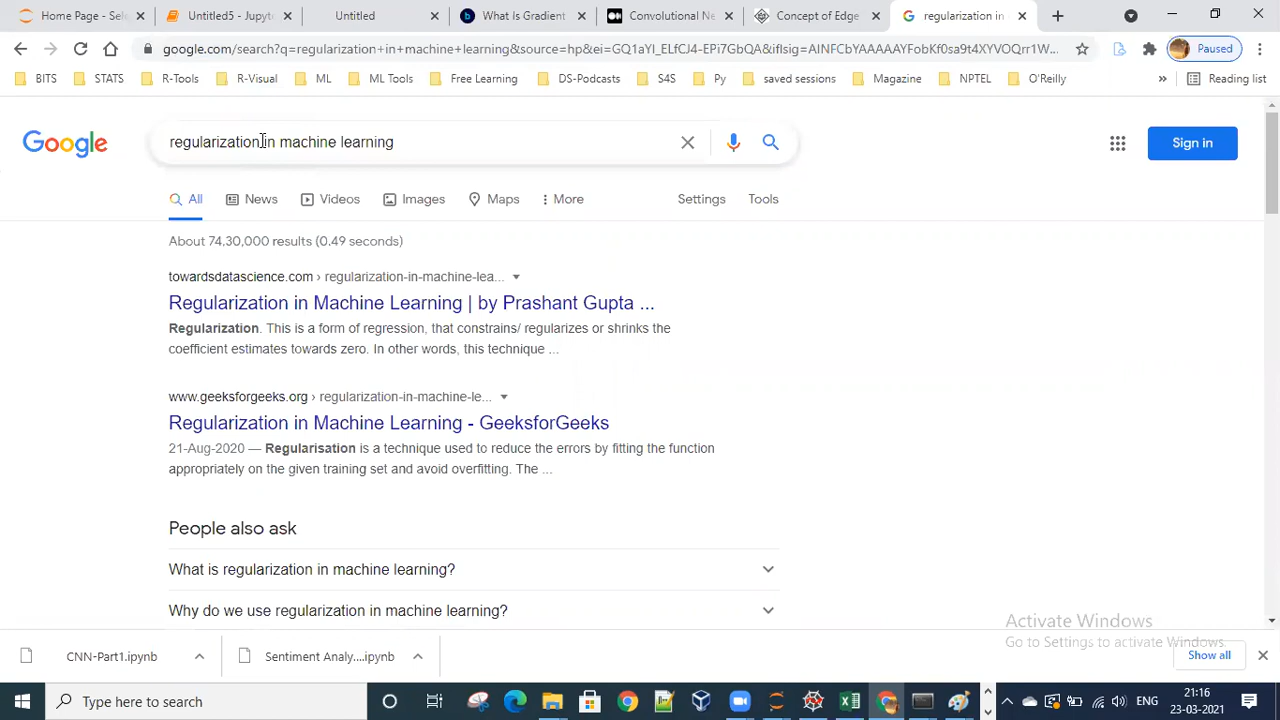 Home Page - Sele
Untitled5 - Jupyte
Untitled
What is Gradient
Convolutional Ne
Concept of Edge
regularization in
google.com/search?q=regularization+in+machine+learning&source=hp&ei=GQ1aYI_ELfCJ4-EPi7GbQA&iflsig=AINFCbYAAAAAYFobKf0sa9t4XYVOQrr1W...
Paused
BITS
STATS
R-Tools
R-Visual
ML
ML Tools
Free Learning
DS-Podcasts
S4S
Py
saved sessions
Magazine
NPTEL
O'Reilly
»
Reading list
Google
regularization in machine learning
Sign in
All
News
Videos
Images
Maps
More
Settings
Tools
About 74,30,000 results (0.49 seconds)
towardsdatascience.com › regularization-in-machine-lea...
Regularization in Machine Learning | by Prashant Gupta ...
Regularization. This is a form of regression, that constrains/ regularizes or shrinks the
coefficient estimates towards zero. In other words, this technique ...
www.geeksforgeeks.org › regularization-in-machine-le...
Regularization in Machine Learning - GeeksforGeeks
21-Aug-2020 — Regularisation is a technique used to reduce the errors by fitting the function
appropriately on the given training set and avoid overfitting. The ...
People also ask
What is regularization in machine learning?
Why do we use regularization in machine learning?
Activate Windows
Go to Settings to activate Windows.
CNN-Part1.ipynb
Sentiment Analy....ipynb
Show all
Type here to search
ENG
21:16
23-03-2021